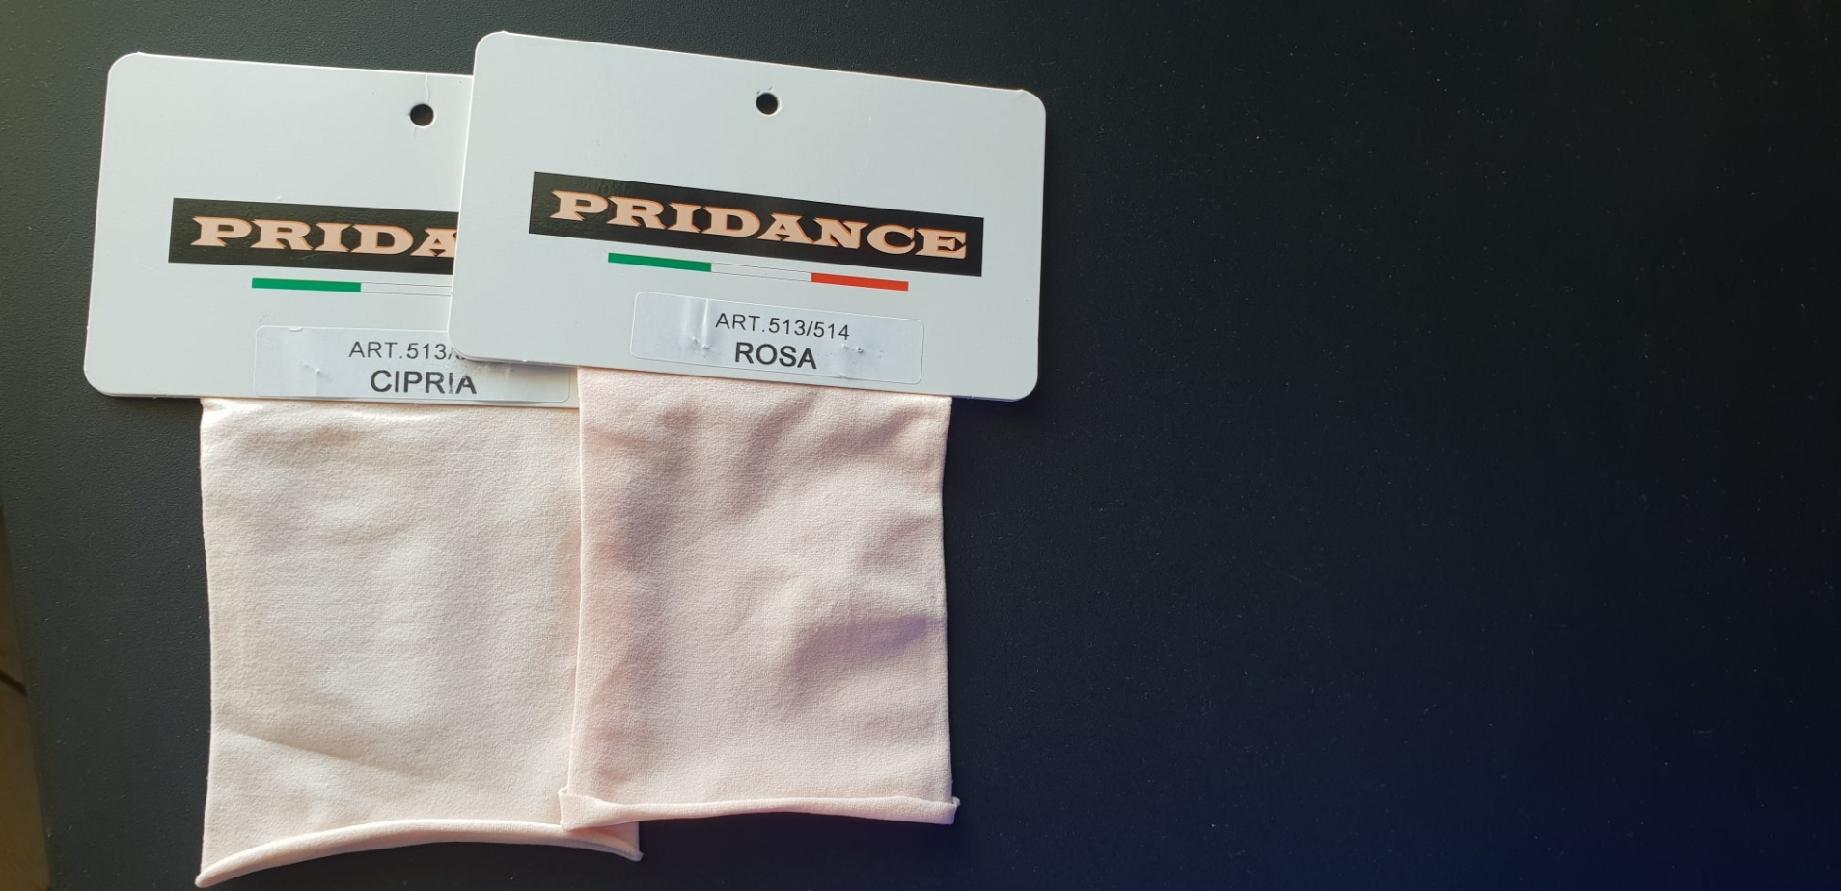 PRIDA
ART.513/
CIPRIA
PRIDANCE
ART.513/514
ROSA